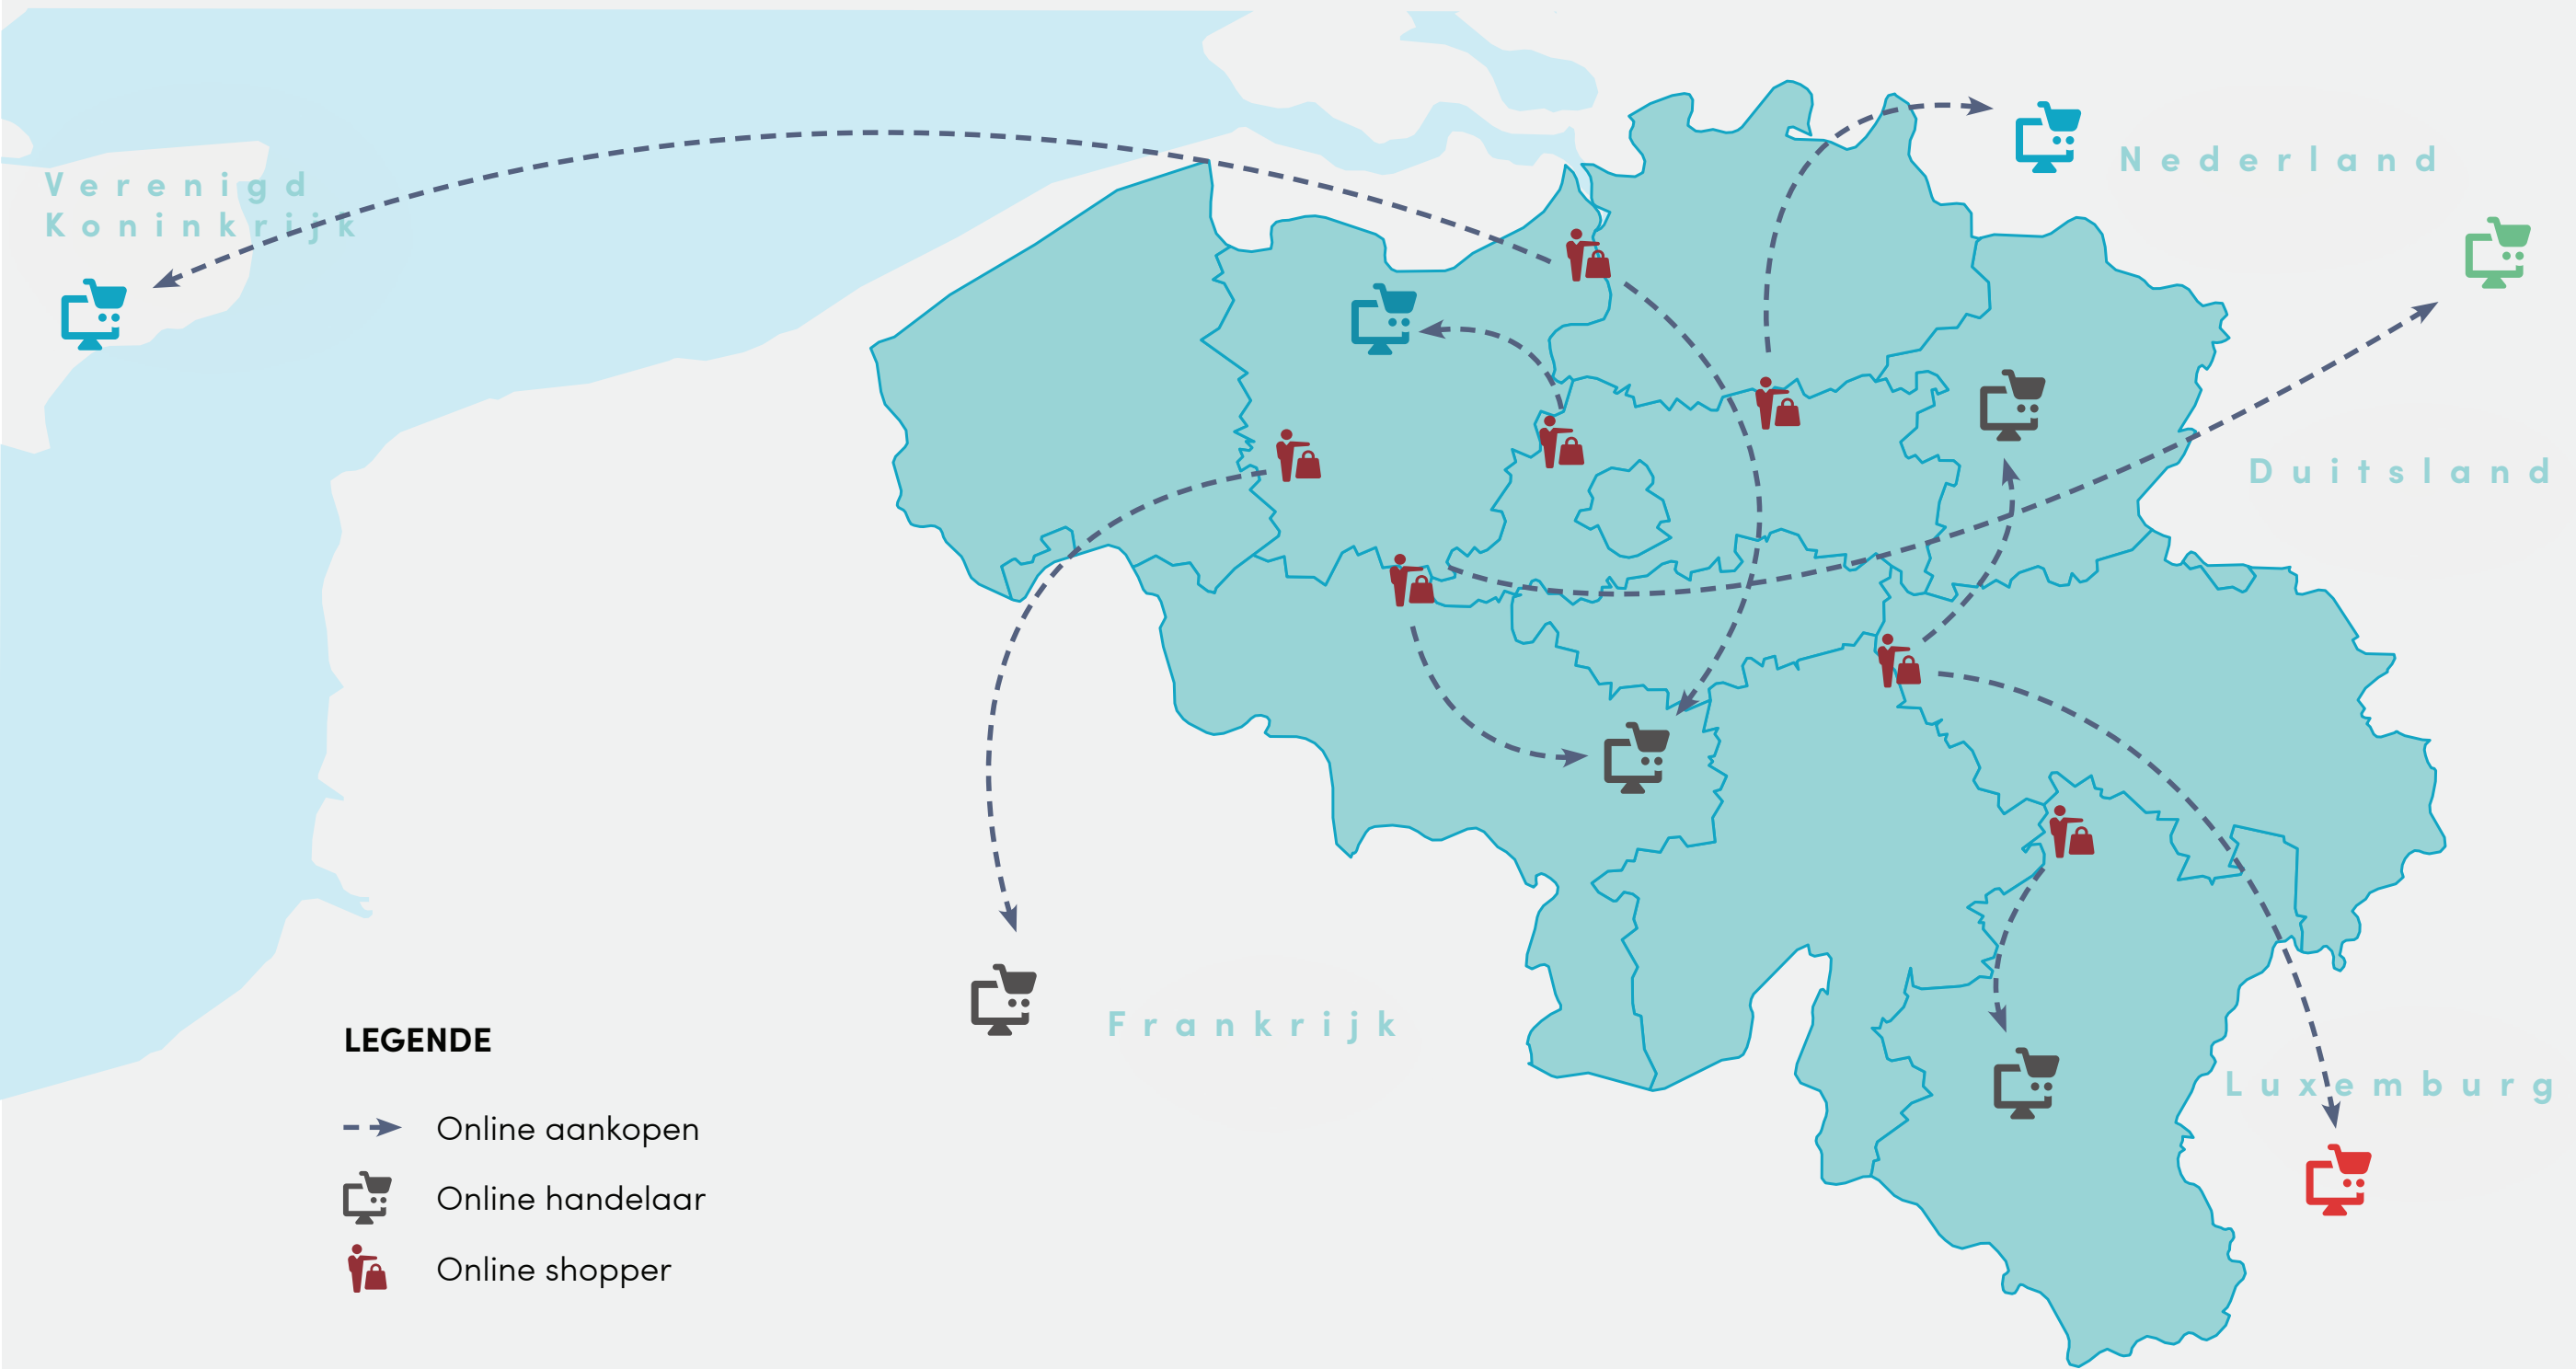 Verenigd
Koninkrijk
Nederland
Duitsland
Frankrijk
Luxemburg
LEGENDE
Online aankopen
Online handelaar
Online shopper